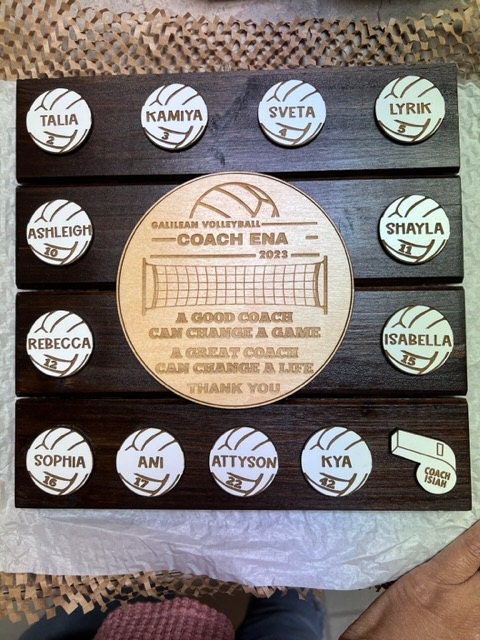 TALIA
2
KAMIYA
3
SVETA
4
LYRIK
5
ASHLEIGH
10
GALILEAN VOLLEYBALL
COACH ENA
2023
A GOOD COACH
CAN CHANGE A GAME
A GREAT COACH
CAN CHANGE A LIFE
THANK YOU
SHAYLA
11
REBECCA
12
ISABELLA
15
SOPHIA
16
ANI
17
ATTYSON
22
KYA
42
COACH
ISIAH